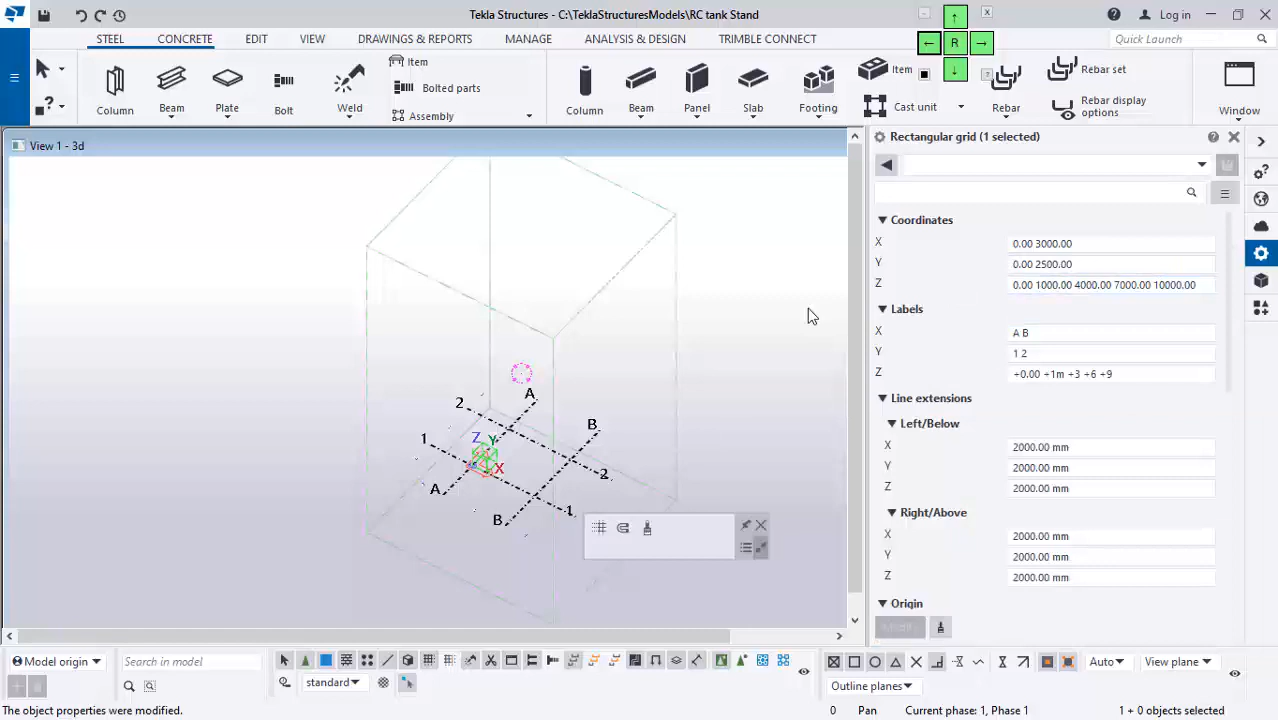 Tekla Structures - C:\TeklaStructuresModels\RC tank Stand
Log in
STEEL CONCRETE EDIT VIEW DRAWINGS & REPORTS MANAGE ANALYSIS & DESIGN TRIMBLE CONNECT
Quick Launch
Column Beam Plate Bolt Weld
Item
Bolted parts
Assembly
Column Beam Panel Slab Footing
Item
Cast unit
Rebar
Rebar set
Rebar display options
Window
R
X
View 1 - 3d
A
2
B
1
Z
Y
X
2
A
1
B
Rectangular grid (1 selected)
Coordinates
X 0.00 3000.00
Y 0.00 2500.00
Z 0.00 1000.00 4000.00 7000.00 10000.00
Labels
X A B
Y 1 2
Z +0.00 +1m +3 +6 +9
Line extensions
Left/Below
X 2000.00 mm
Y 2000.00 mm
Z 2000.00 mm
Right/Above
X 2000.00 mm
Y 2000.00 mm
Z 2000.00 mm
Origin
Modify
Model origin
Search in model
standard
Auto
View plane
Outline planes
The object properties were modified.
0 Pan Current phase: 1, Phase 1 1 + 0 objects selected